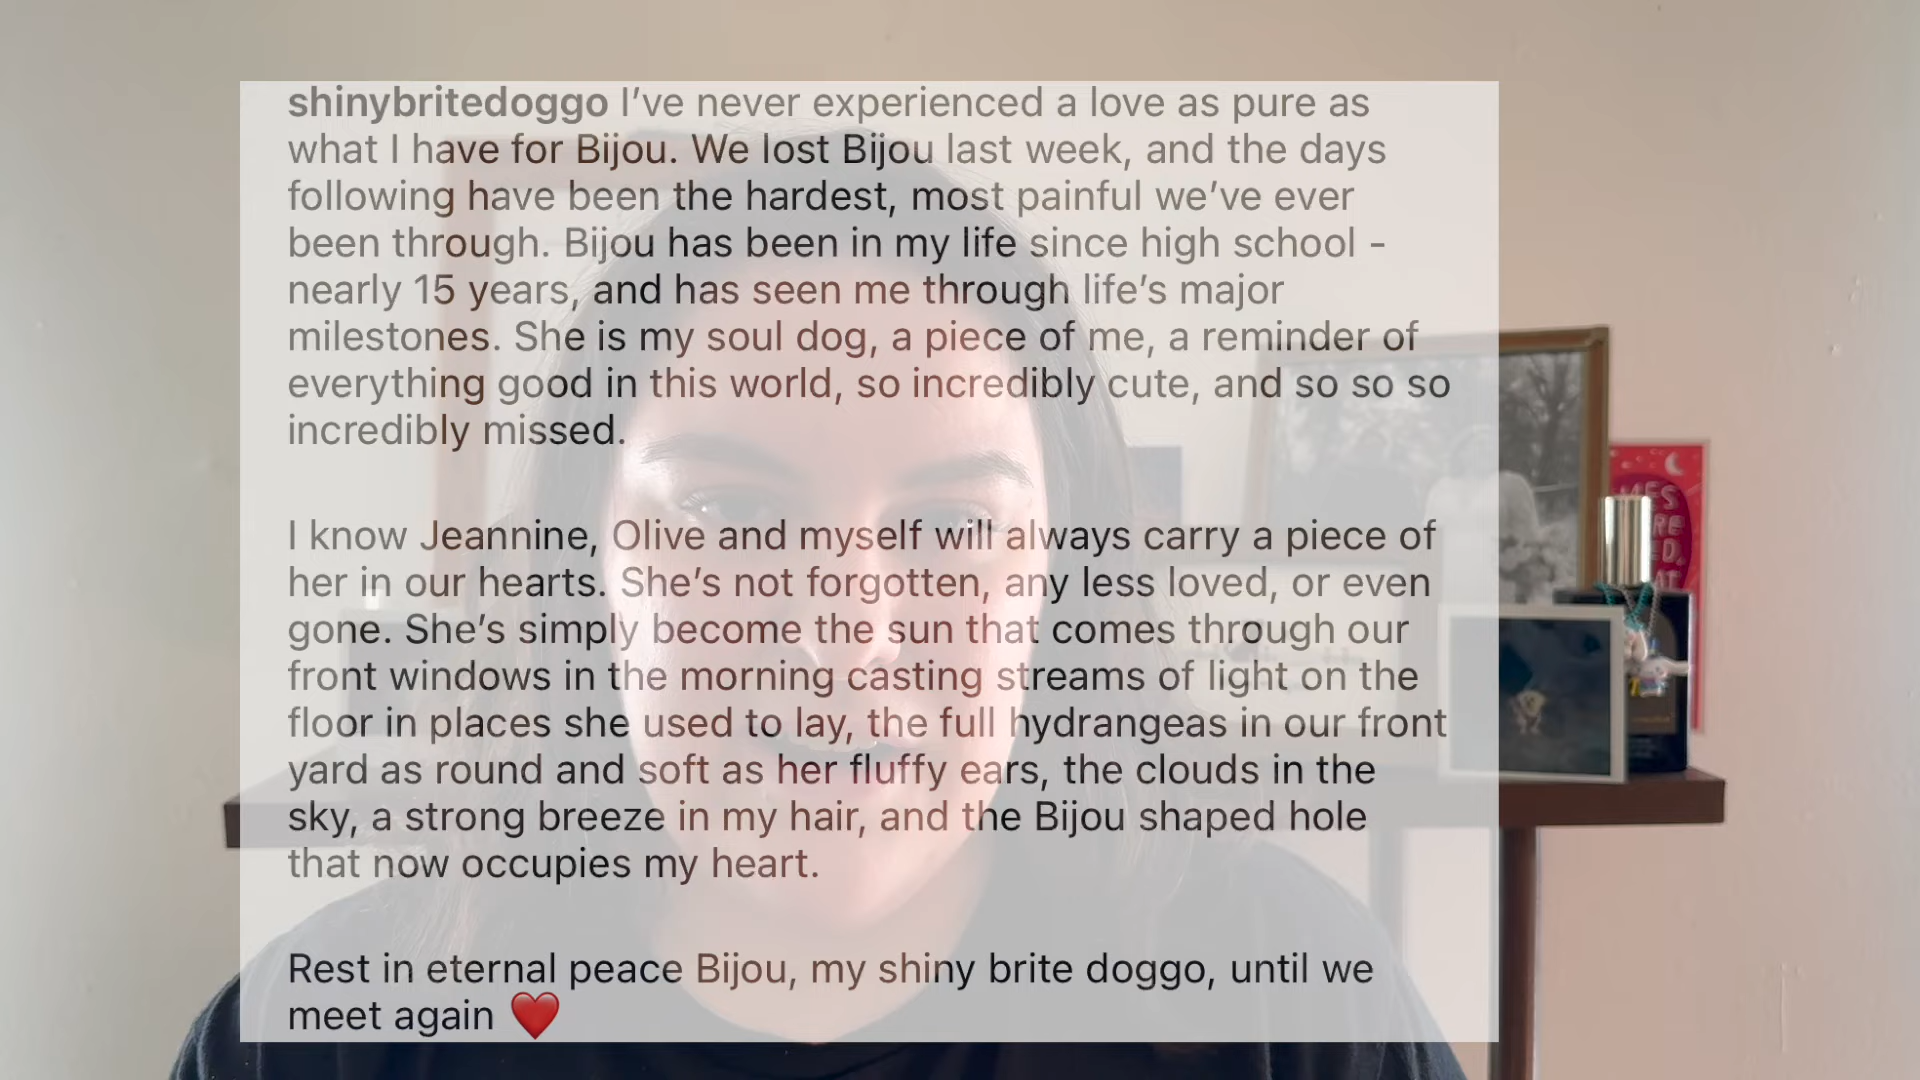 shinybritedoggo I’ve never experienced a love as pure as
what I have for Bijou. We lost Bijou last week, and the days
following have been the hardest, most painful we’ve ever
been through. Bijou has been in my life since high school -
nearly 15 years, and has seen me through life’s major
milestones. She is my soul dog, a piece of me, a reminder of
everything good in this world, so incredibly cute, and so so so
incredibly missed.
I know Jeannine, Olive and myself will always carry a piece of
her in our hearts. She’s not forgotten, any less loved, or even
gone. She’s simply become the sun that comes through our
front windows in the morning casting streams of light on the
floor in places she used to lay, the full hydrangeas in our front
yard as round and soft as her fluffy ears, the clouds in the
sky, a strong breeze in my hair, and the Bijou shaped hole
that now occupies my heart.
Rest in eternal peace Bijou, my shiny brite doggo, until we
meet again ❤️